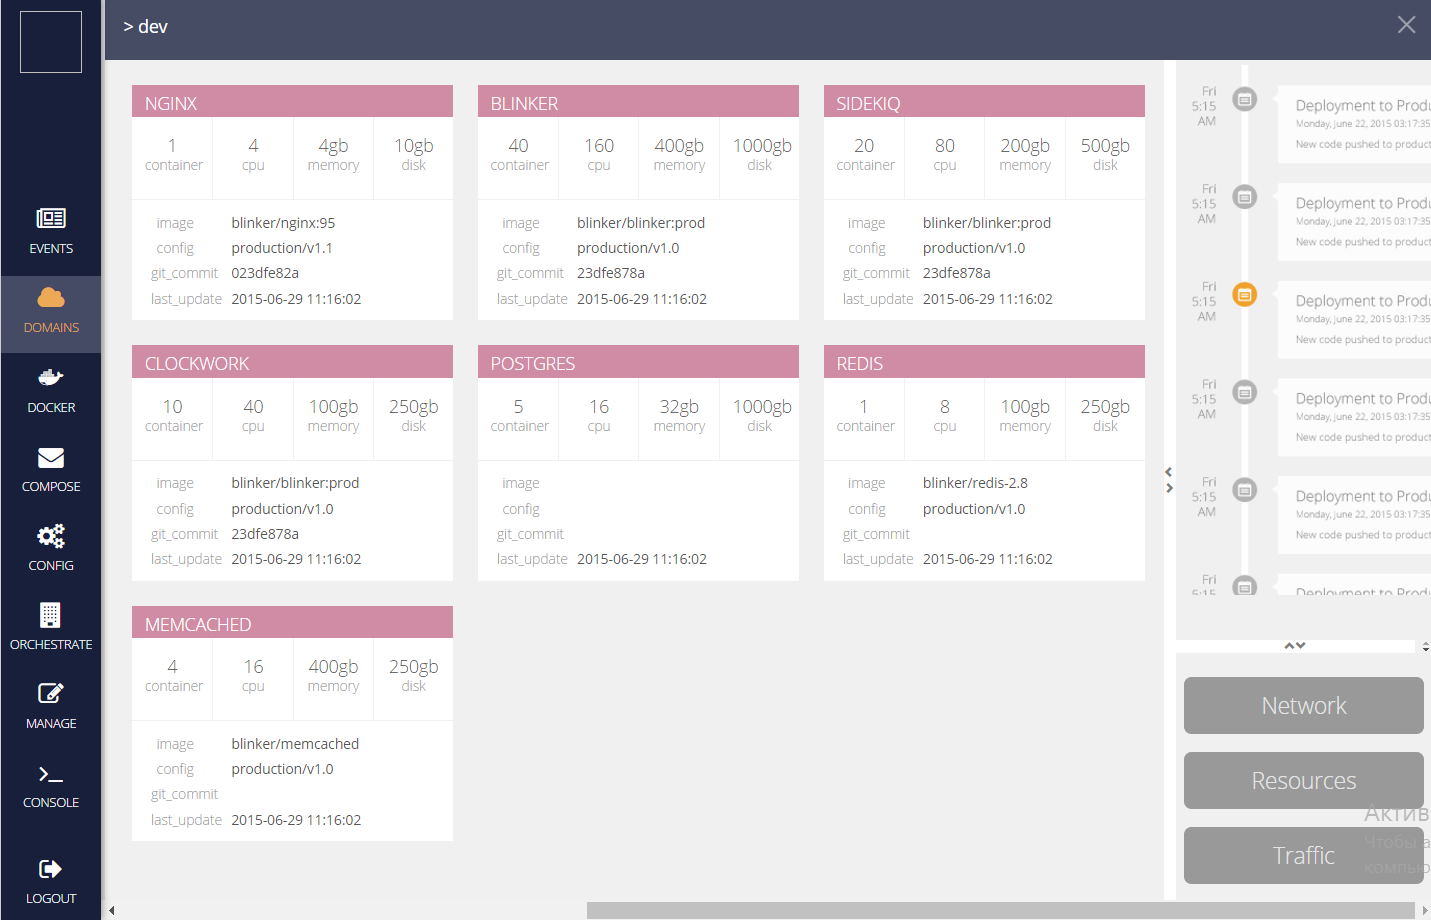 > dev
EVENTS
DOMAINS
DOCKER
COMPOSE
CONFIG
ORCHESTRATE
MANAGE
CONSOLE
LOGOUT
NGINX
1 4 4gb 10gb
container cpu memory disk
image blinker/nginx:95
config production/v1.1
git_commit 023dfe82a
last_update 2015-06-29 11:16:02
BLINKER
40 160 400gb 1000gb
container cpu memory disk
image blinker/blinker:prod
config production/v1.0
git_commit 23dfe878a
last_update 2015-06-29 11:16:02
SIDEKIQ
20 80 200gb 500gb
container cpu memory disk
image blinker/blinker:prod
config production/v1.0
git_commit 23dfe878a
last_update 2015-06-29 11:16:02
CLOCKWORK
10 40 100gb 250gb
container cpu memory disk
image blinker/blinker:prod
config production/v1.0
git_commit 23dfe878a
last_update 2015-06-29 11:16:02
POSTGRES
5 16 32gb 1000gb
container cpu memory disk
image
config
git_commit
last_update 2015-06-29 11:16:02
REDIS
1 8 100gb 250gb
container cpu memory disk
image blinker/redis-2.8
config production/v1.0
git_commit
last_update 2015-06-29 11:16:02
MEMCACHED
4 16 400gb 250gb
container cpu memory disk
image blinker/memcached
config production/v1.0
git_commit
last_update 2015-06-29 11:16:02
Fri
5:15
AM
Deployment to Produ
Monday, June 22, 2015 03:17:35
New code pushed to product
Fri
5:15
AM
Deployment to Produ
Monday, June 22, 2015 03:17:35
New code pushed to product
Fri
5:15
AM
Deployment to Produ
Monday, June 22, 2015 03:17:35
New code pushed to product
Fri
5:15
AM
Deployment to Produ
Monday, June 22, 2015 03:17:35
New code pushed to product
Fri
5:15
AM
Deployment to Produ
Monday, June 22, 2015 03:17:35
New code pushed to product
Fri
5:15
Deployment to Produ
Network
Resources
Traffic
Актив
Чтобы а
компью